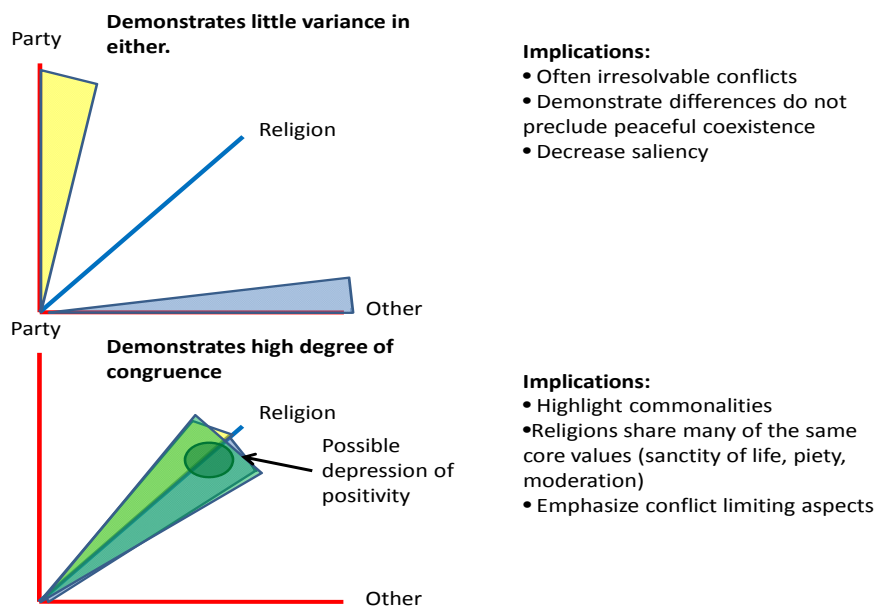 Demonstrates little variance in
either.
Party
Religion
Other
Implications:
• Often irresolvable conflicts
• Demonstrate differences do not
preclude peaceful coexistence
• Decrease saliency
Party
Demonstrates high degree of
congruence
Religion
Possible
depression of
positivity
Other
Implications:
• Highlight commonalities
•Religions share many of the same
core values (sanctity of life, piety,
moderation)
• Emphasize conflict limiting aspects